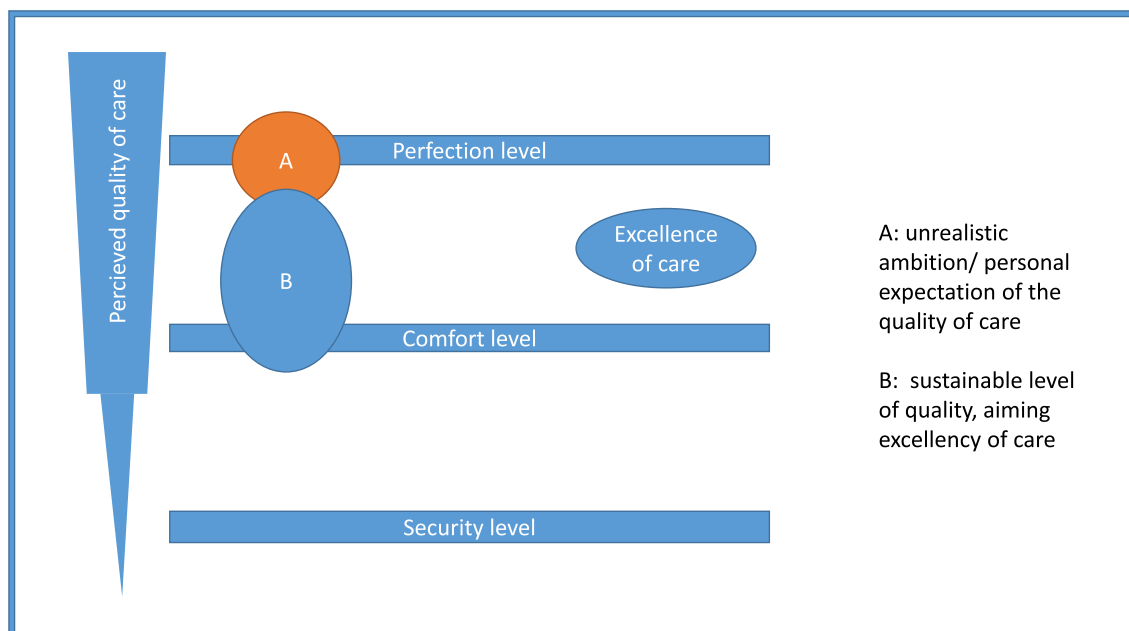 Percieved quality of care
Perfection level
A
Excellence
of care
B
Comfort level
Security level
A: unrealistic
ambition/ personal
expectation of the
quality of care
B:  sustainable level
of quality, aiming
excellency of care